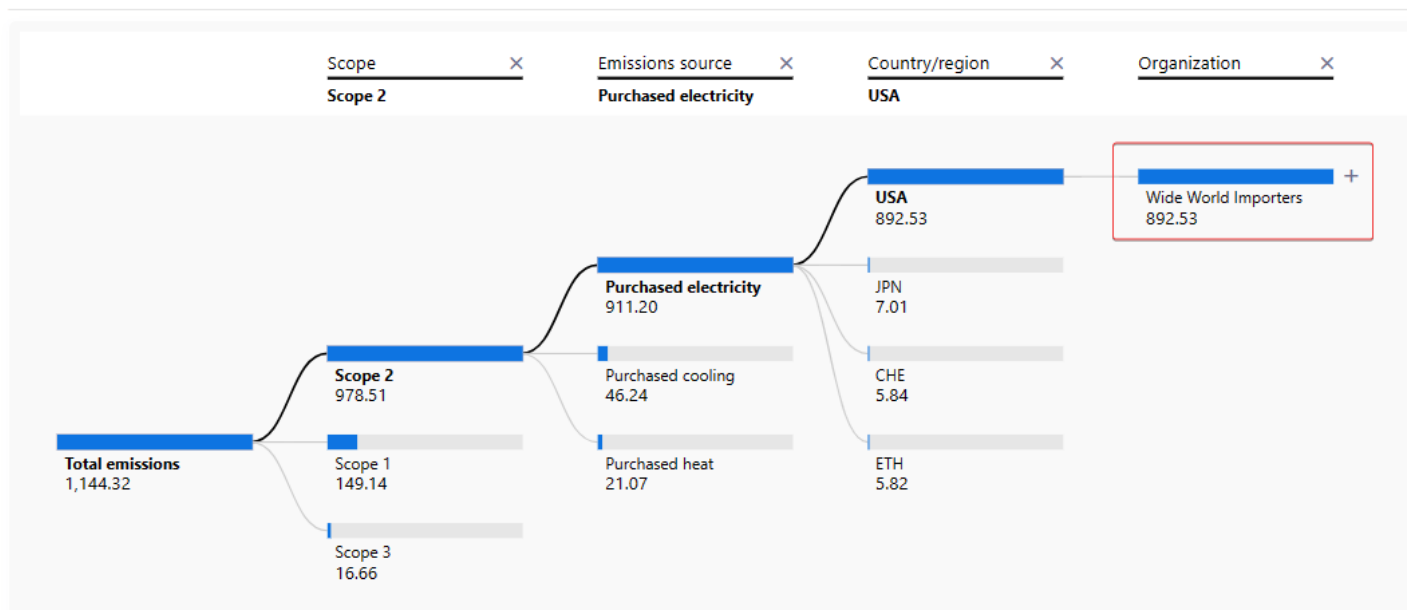 Scope
Emissions source
Country/region
Organization
Scope 2
Purchased electricity
USA
USA
892.53
Wide World Importers
892.53
Purchased electricity
911.20
JPN
7.01
Scope 2
978.51
Purchased cooling
46.24
CHE
5.84
Total emissions
1,144.32
Scope 1
149.14
Purchased heat
21.07
ETH
5.82
Scope 3
16.66